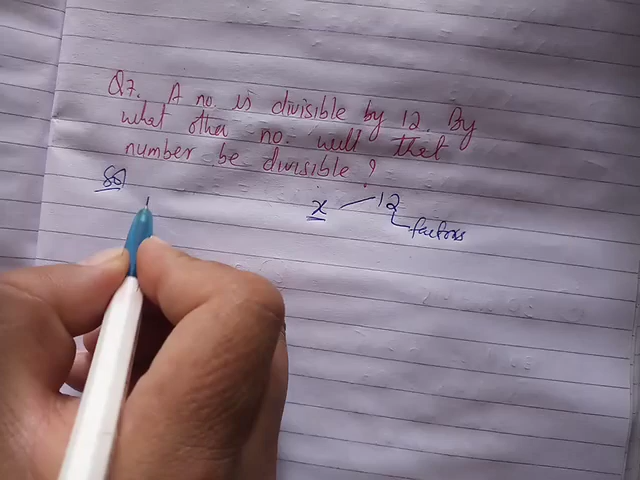 Q7. A no. is divisible by 12. By
what other no. will that
number be divisible ?
Sol
x 12
factors